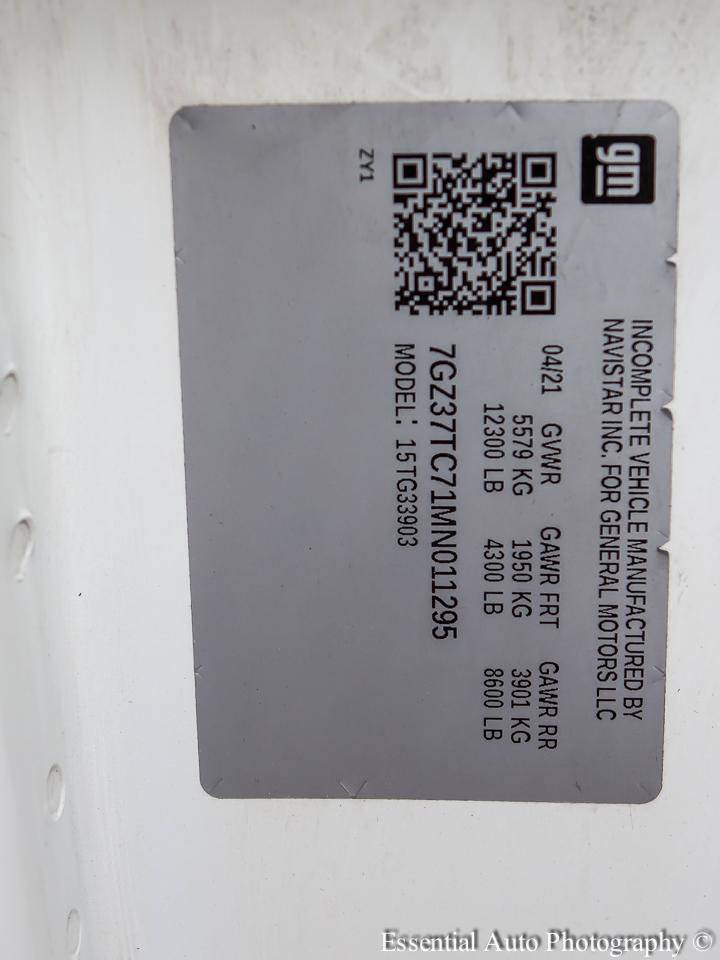 gm
INCOMPLETE VEHICLE MANUFACTURED BY
NAVISTAR INC. FOR GENERAL MOTORS LLC
04/21 GVWR GAWR FRT GAWR RR
5579 KG 1950 KG 3901 KG
12300 LB 4300 LB 8600 LB
7GZ37TC71MN011295
MODEL: 15TG33903
ZY1
Essential Auto Photography ©